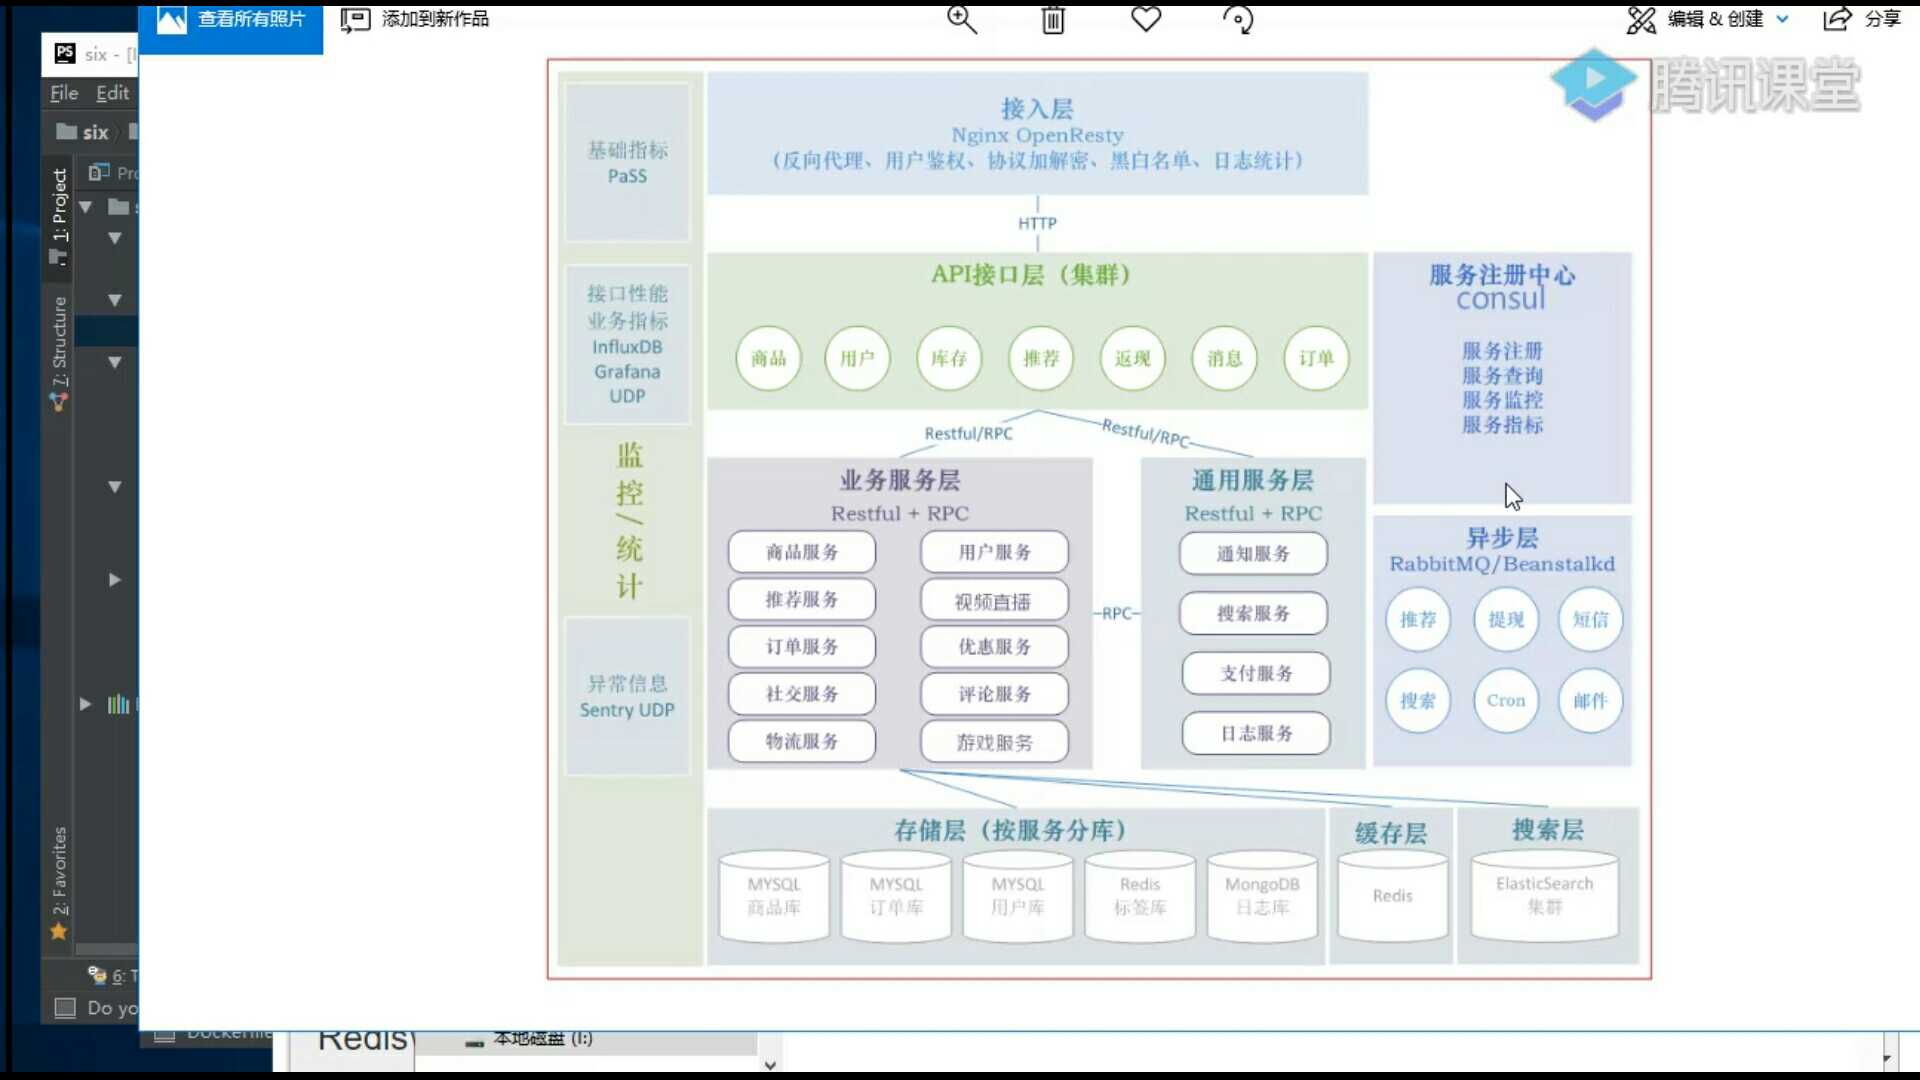 查看所有照片
添加到新作品
编辑 & 创建
分享
腾讯课堂
six - [
File Edit
six
1: Project
7: Structure
2: Favorites
6:
Do yo
基础指标
PaSS
接口性能
业务指标
InfluxDB
Grafana
UDP
监
控
/
统
计
异常信息
Sentry UDP
接入层
Nginx OpenResty
（反向代理、用户鉴权、协议加解密、黑白名单、日志统计）
HTTP
API接口层（集群）
商品
用户
库存
推荐
返现
消息
订单
服务注册中心
consul
服务注册
服务查询
服务监控
服务指标
Restful/RPC
Restful/RPC
业务服务层
Restful + RPC
商品服务
用户服务
推荐服务
视频直播
订单服务
优惠服务
社交服务
评论服务
物流服务
游戏服务
RPC
通用服务层
Restful + RPC
通知服务
搜索服务
支付服务
日志服务
异步层
RabbitMQ/Beanstalkd
推荐
提现
短信
搜索
Cron
邮件
存储层（按服务分库）
MYSQL
商品库
MYSQL
订单库
MYSQL
用户库
Redis
标签库
MongoDB
日志库
缓存层
Redis
搜索层
ElasticSearch
集群
Redis
本地磁盘 (I:)